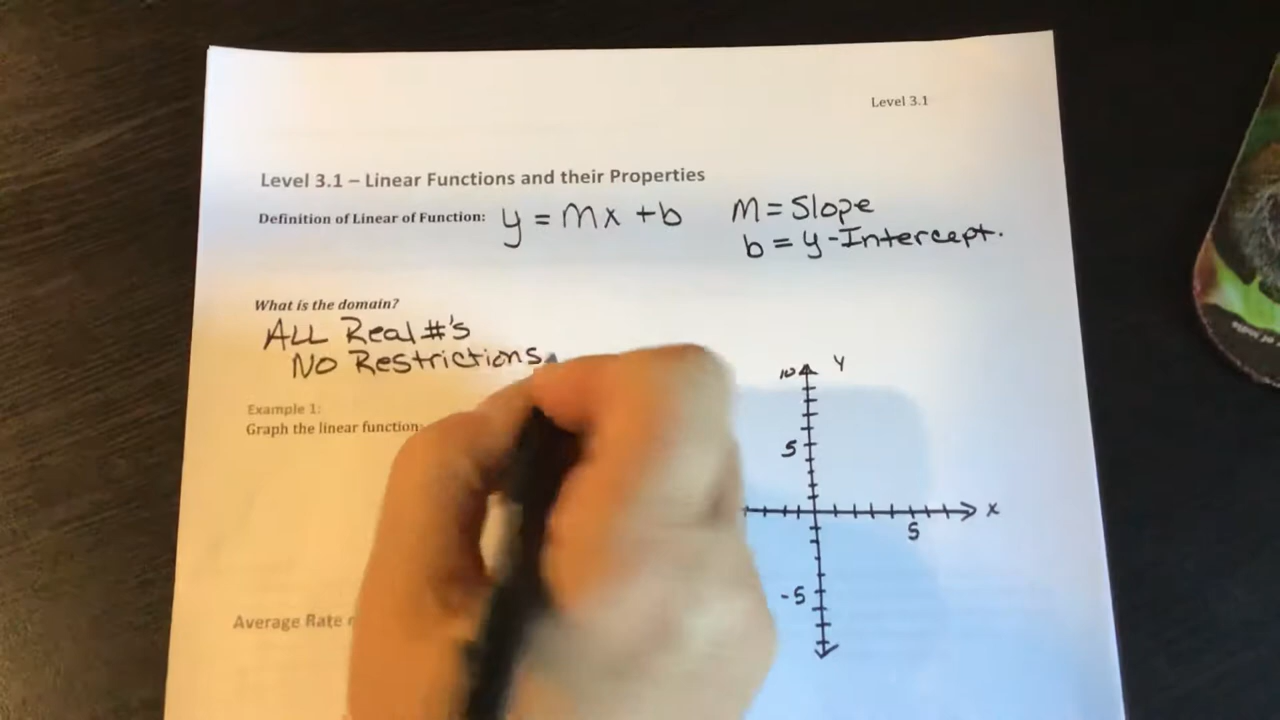 Level 3.1
Level 3.1 – Linear Functions and their Properties
Definition of Linear of Function: y = mx + b
M = Slope
b = y-Intercept.
What is the domain?
ALL Real #'s
NO Restrictions
Example 1:
Graph the linear function
10 y
5
x
5
-5
Average Rate